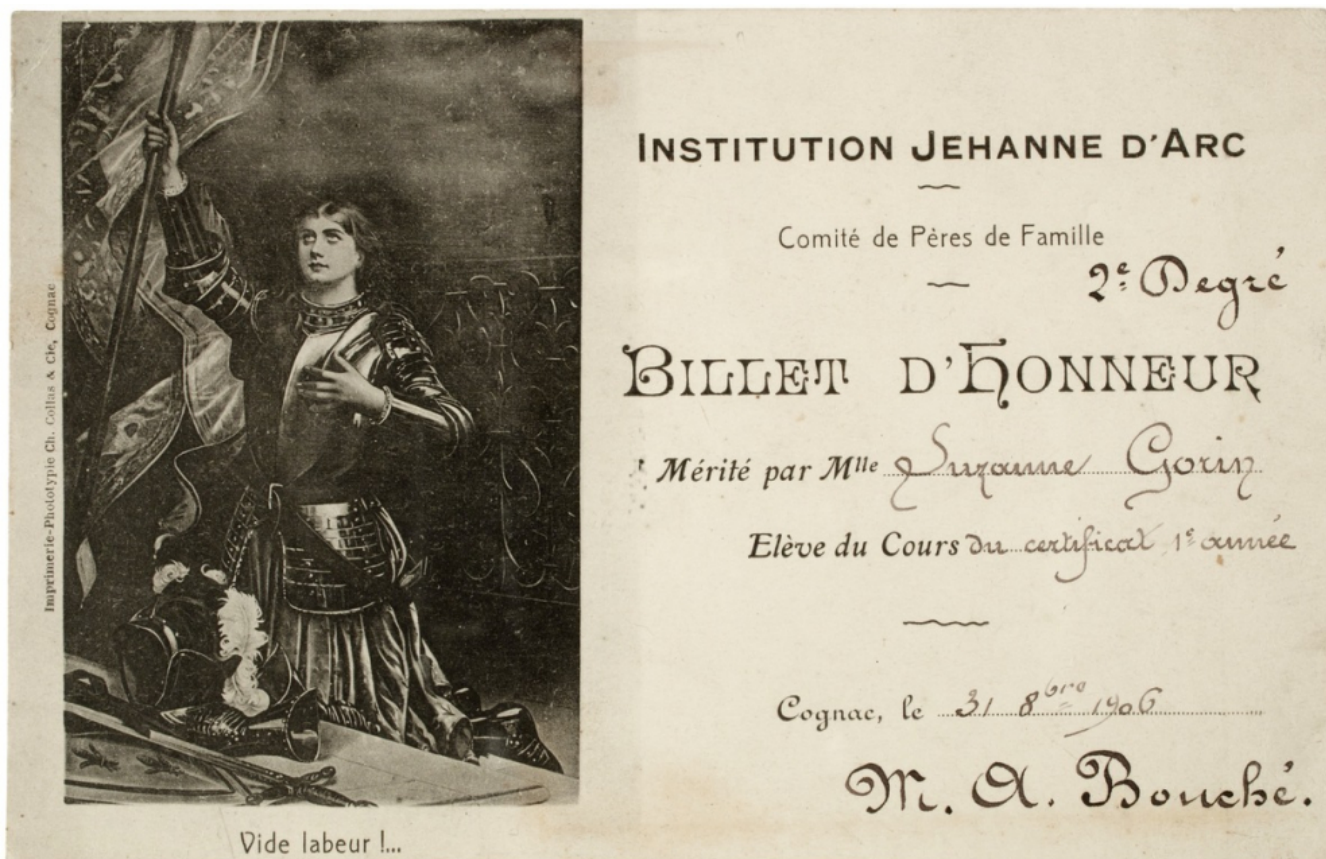 INSTITUTION JEHANNE D'ARC
Comité de Pères de Famille
2e Degré
BILLET D'HONNEUR
Mérité par Mlle Suzanne Gorin
Elève du Cours du certificat 1e année
Cognac, le 31 8bre 1906
M. A. Bouché.
Imprimerie-Phototypie Ch. Collas & Cie, Cognac
Vide labeur !...